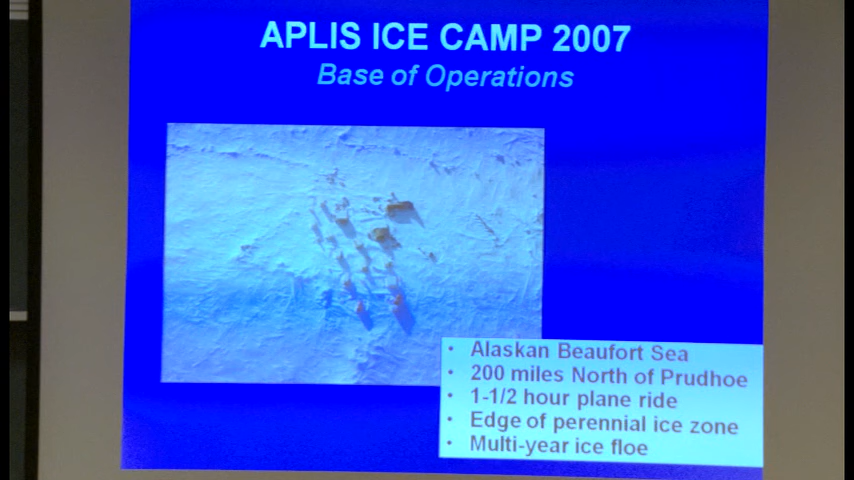 APLIS ICE CAMP 2007
Base of Operations
• Alaskan Beaufort Sea
• 200 miles North of Prudhoe
• 1-1/2 hour plane ride
• Edge of perennial ice zone
• Multi-year ice floe